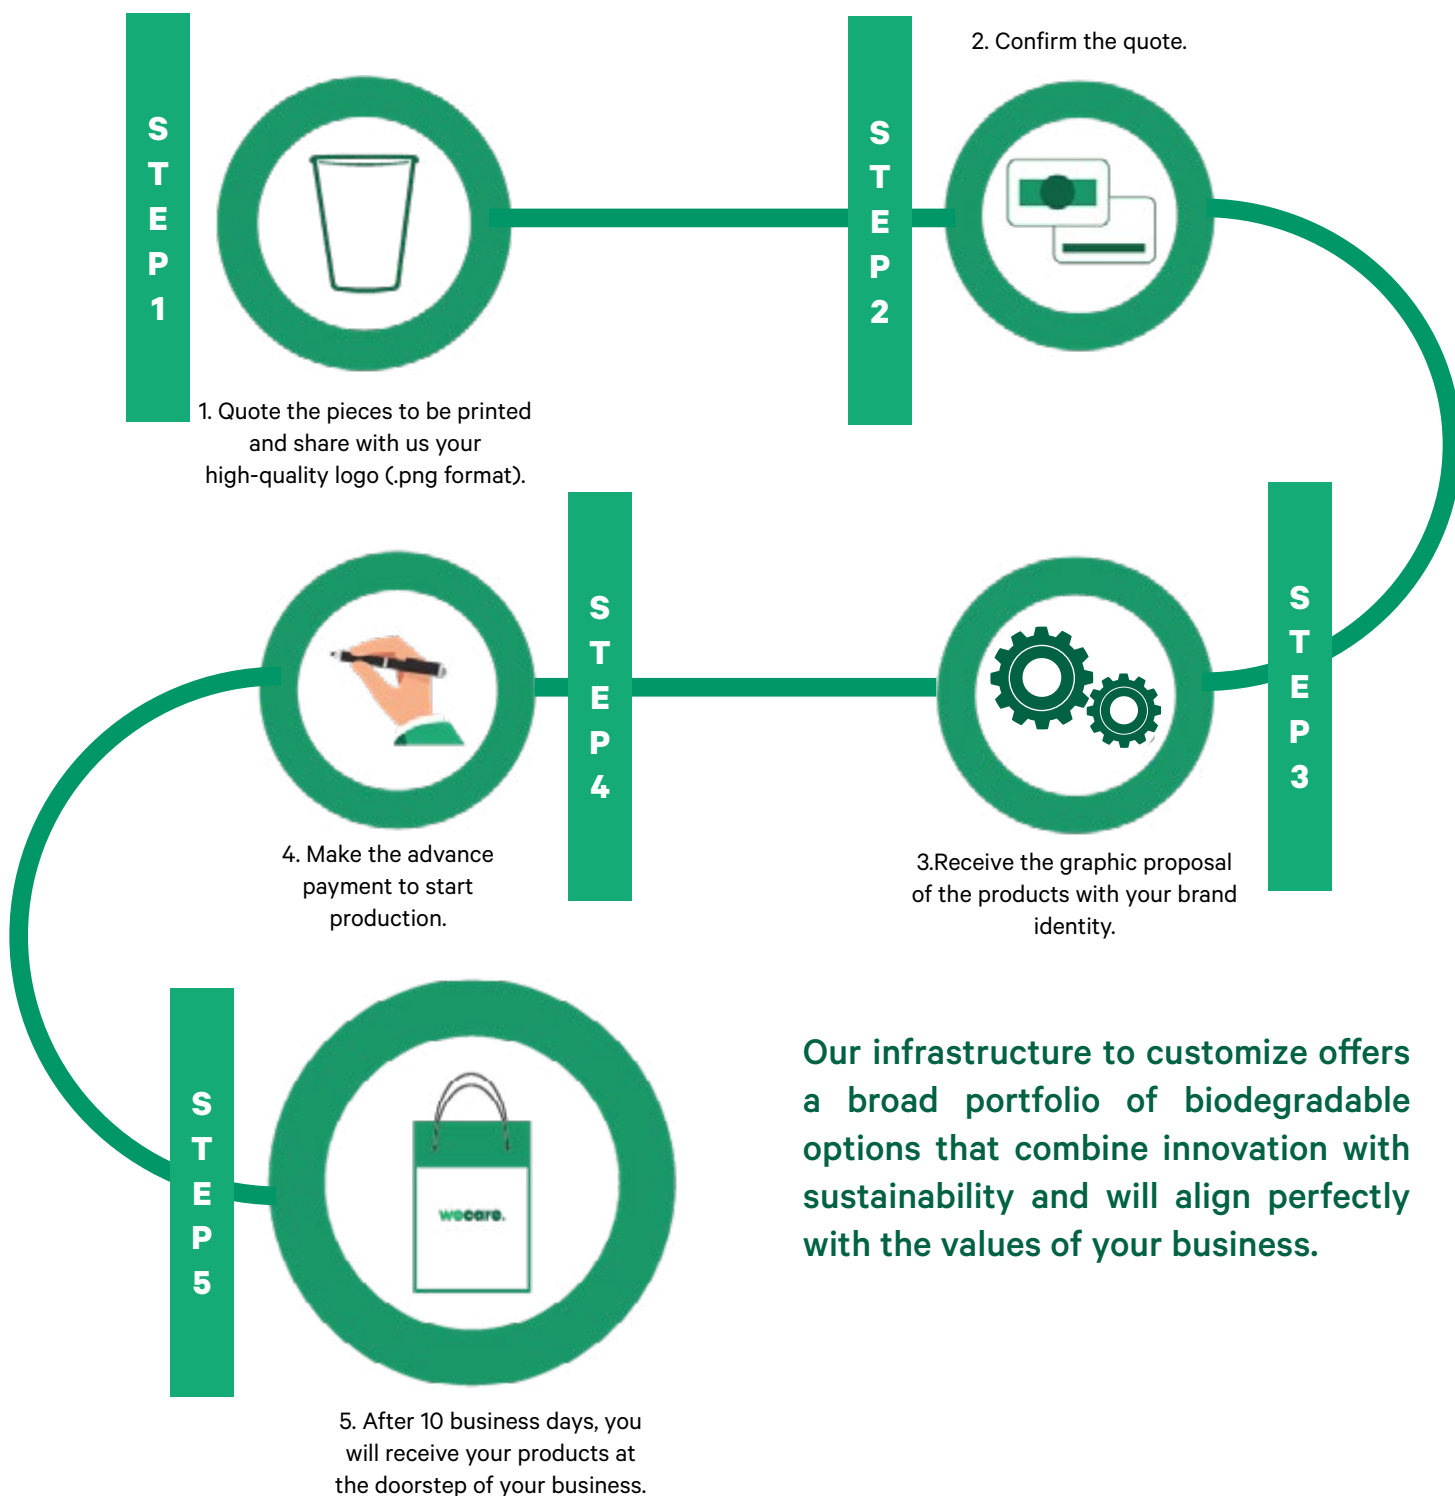 STEP 1
1. Quote the pieces to be printed
and share with us your
high-quality logo (.png format).
STEP 2
2. Confirm the quote.
STEP 3
3.Receive the graphic proposal
of the products with your brand
identity.
STEP 4
4. Make the advance
payment to start
production.
STEP 5
wecare.
5. After 10 business days, you
will receive your products at
the doorstep of your business.
Our infrastructure to customize offers
a broad portfolio of biodegradable
options that combine innovation with
sustainability and will align perfectly
with the values of your business.